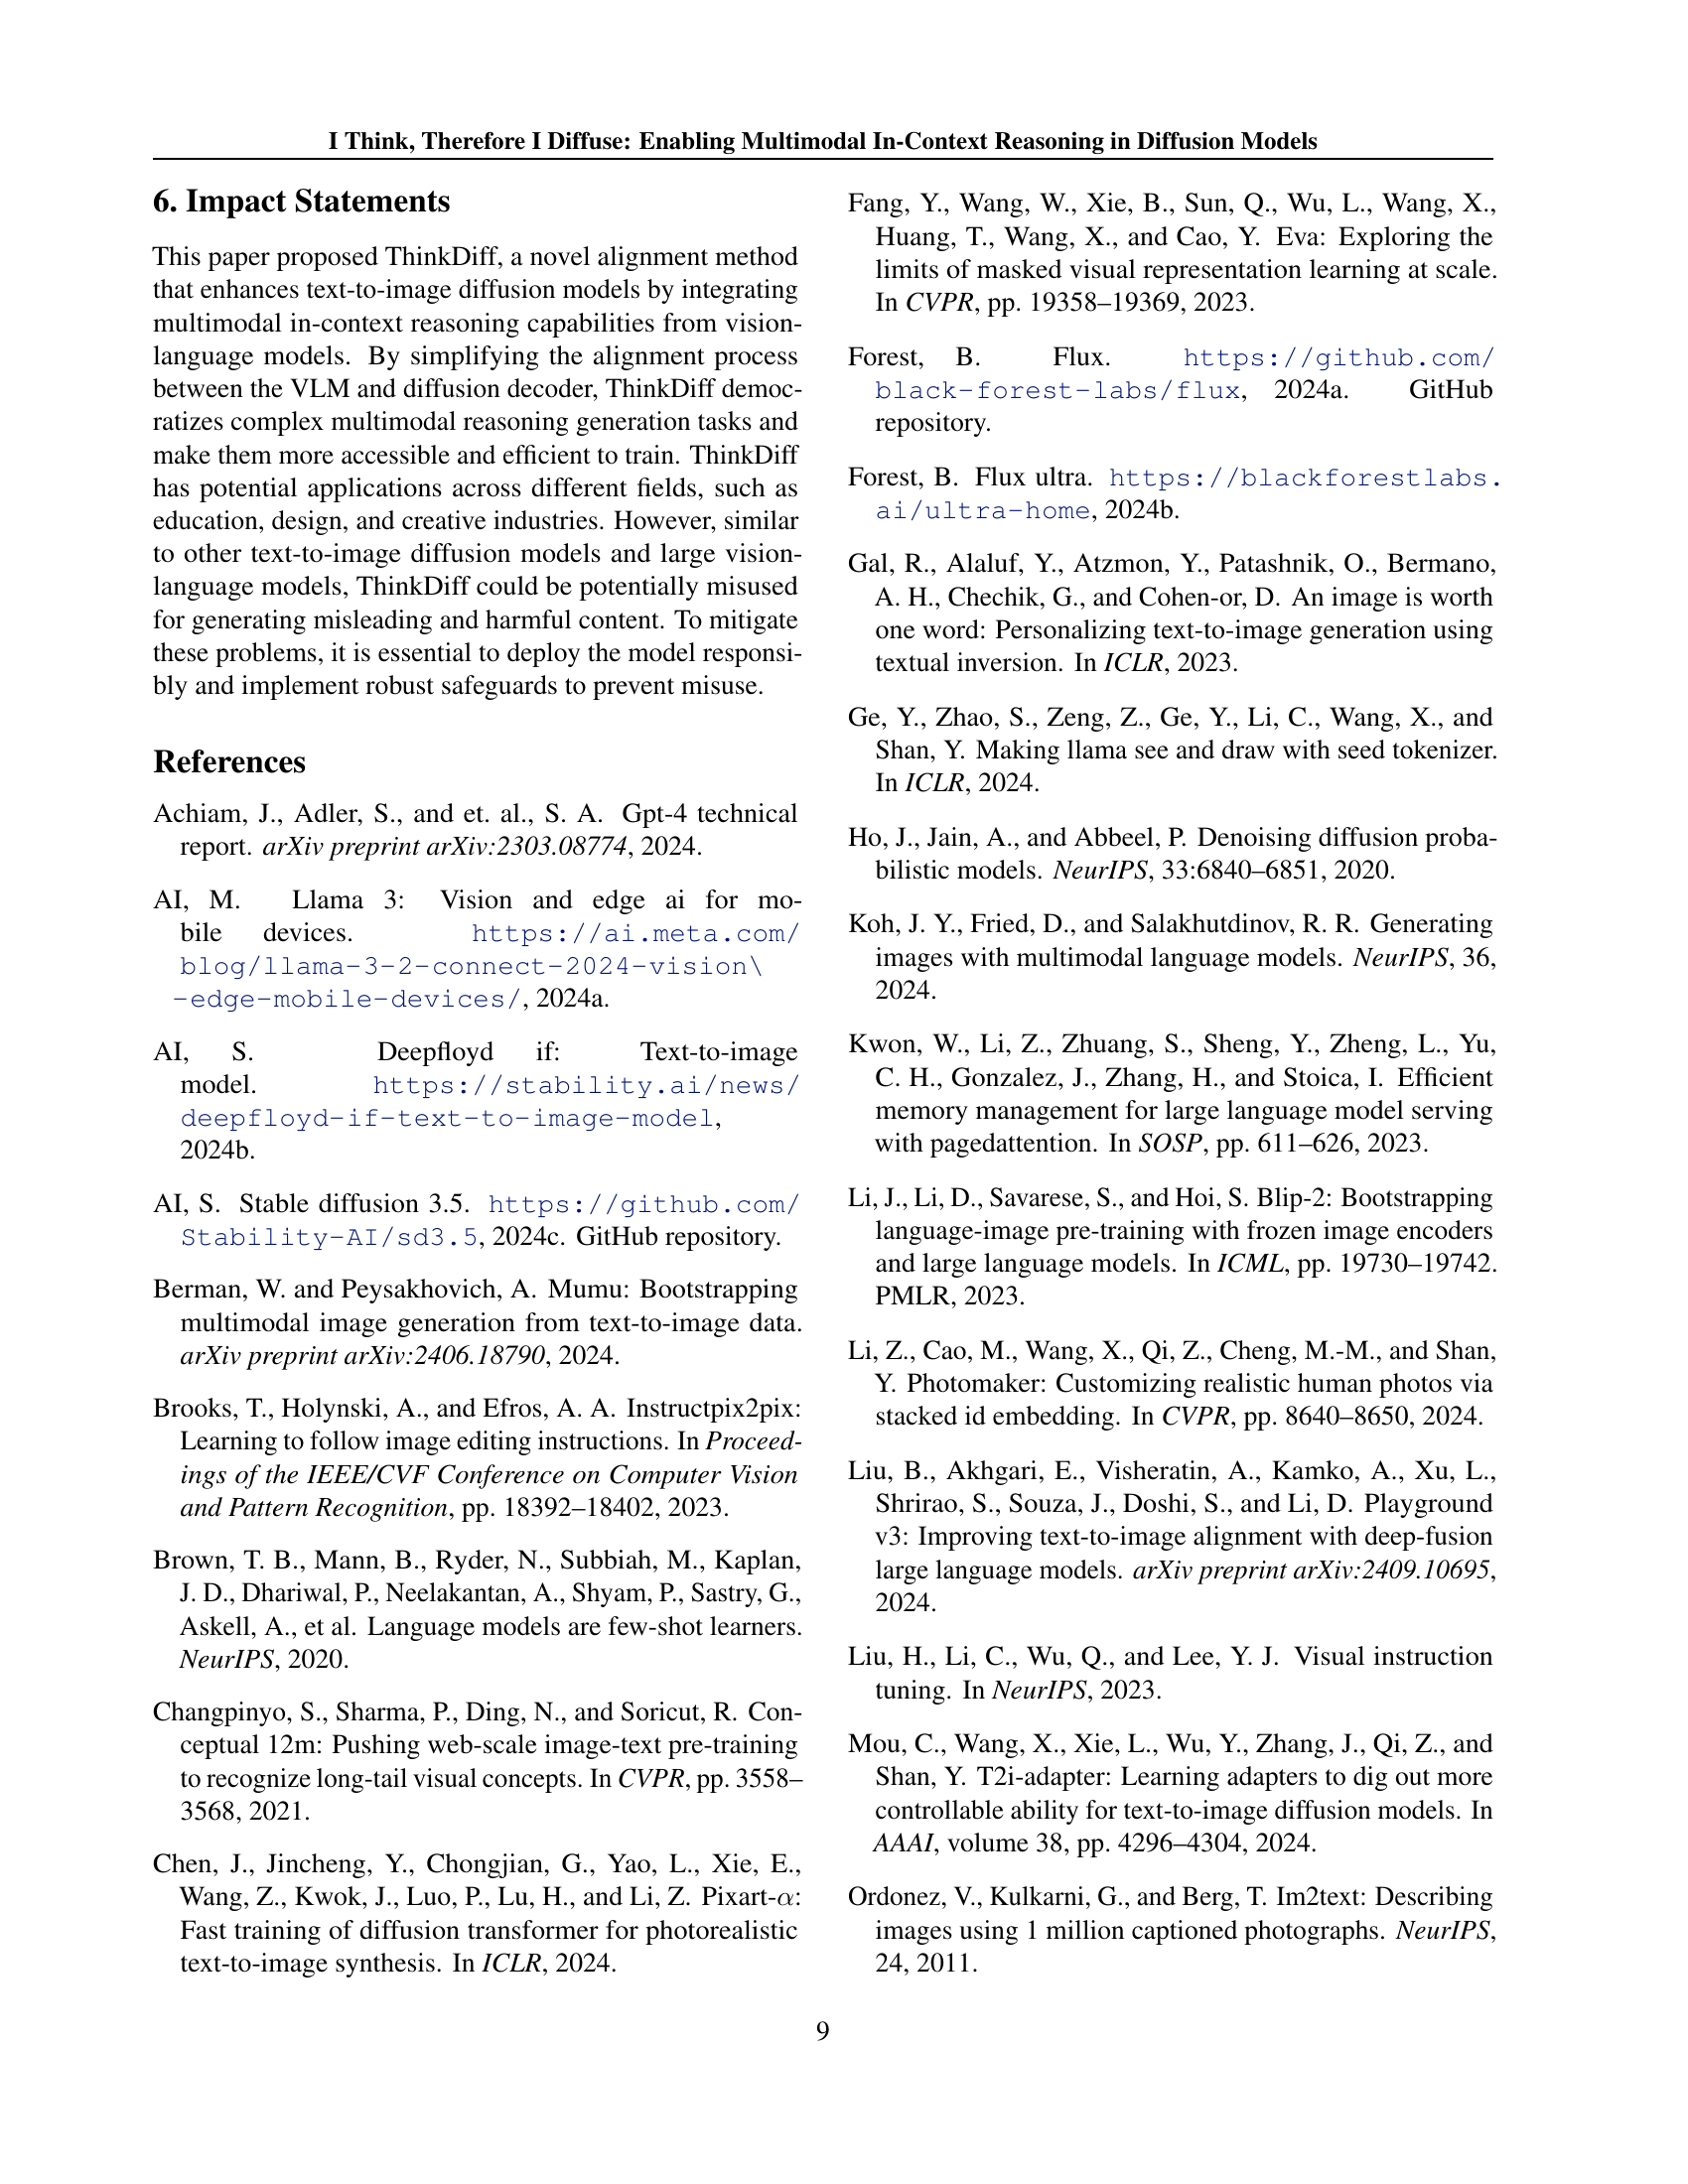 I Think, Therefore I Diffuse: Enabling Multimodal In-Context Reasoning in Diffusion Models
6. Impact Statements
This paper proposed ThinkDiff, a novel alignment method
that enhances text-to-image diffusion models by integrating
multimodal in-context reasoning capabilities from vision-
language models. By simplifying the alignment process
between the VLM and diffusion decoder, ThinkDiff democ-
ratizes complex multimodal reasoning generation tasks and
make them more accessible and efficient to train. ThinkDiff
has potential applications across different fields, such as
education, design, and creative industries. However, similar
to other text-to-image diffusion models and large vision-
language models, ThinkDiff could be potentially misused
for generating misleading and harmful content. To mitigate
these problems, it is essential to deploy the model responsi-
bly and implement robust safeguards to prevent misuse.
References
Achiam, J., Adler, S., and et. al., S. A. Gpt-4 technical
report. arXiv preprint arXiv:2303.08774, 2024.
AI, M. Llama 3: Vision and edge ai for mo-
bile devices. https://ai.meta.com/
blog/llama-3-2-connect-2024-vision\
-edge-mobile-devices/, 2024a.
AI, S. Deepfloyd if: Text-to-image
model. https://stability.ai/news/
deepfloyd-if-text-to-image-model,
2024b.
AI, S. Stable diffusion 3.5. https://github.com/
Stability-AI/sd3.5, 2024c. GitHub repository.
Berman, W. and Peysakhovich, A. Mumu: Bootstrapping
multimodal image generation from text-to-image data.
arXiv preprint arXiv:2406.18790, 2024.
Brooks, T., Holynski, A., and Efros, A. A. Instructpix2pix:
Learning to follow image editing instructions. In Proceed-
ings of the IEEE/CVF Conference on Computer Vision
and Pattern Recognition, pp. 18392–18402, 2023.
Brown, T. B., Mann, B., Ryder, N., Subbiah, M., Kaplan,
J. D., Dhariwal, P., Neelakantan, A., Shyam, P., Sastry, G.,
Askell, A., et al. Language models are few-shot learners.
NeurIPS, 2020.
Changpinyo, S., Sharma, P., Ding, N., and Soricut, R. Con-
ceptual 12m: Pushing web-scale image-text pre-training
to recognize long-tail visual concepts. In CVPR, pp. 3558–
3568, 2021.
Chen, J., Jincheng, Y., Chongjian, G., Yao, L., Xie, E.,
Wang, Z., Kwok, J., Luo, P., Lu, H., and Li, Z. Pixart-α:
Fast training of diffusion transformer for photorealistic
text-to-image synthesis. In ICLR, 2024.
Fang, Y., Wang, W., Xie, B., Sun, Q., Wu, L., Wang, X.,
Huang, T., Wang, X., and Cao, Y. Eva: Exploring the
limits of masked visual representation learning at scale.
In CVPR, pp. 19358–19369, 2023.
Forest, B. Flux. https://github.com/
black-forest-labs/flux, 2024a. GitHub
repository.
Forest, B. Flux ultra. https://blackforestlabs.
ai/ultra-home, 2024b.
Gal, R., Alaluf, Y., Atzmon, Y., Patashnik, O., Bermano,
A. H., Chechik, G., and Cohen-or, D. An image is worth
one word: Personalizing text-to-image generation using
textual inversion. In ICLR, 2023.
Ge, Y., Zhao, S., Zeng, Z., Ge, Y., Li, C., Wang, X., and
Shan, Y. Making llama see and draw with seed tokenizer.
In ICLR, 2024.
Ho, J., Jain, A., and Abbeel, P. Denoising diffusion proba-
bilistic models. NeurIPS, 33:6840–6851, 2020.
Koh, J. Y., Fried, D., and Salakhutdinov, R. R. Generating
images with multimodal language models. NeurIPS, 36,
2024.
Kwon, W., Li, Z., Zhuang, S., Sheng, Y., Zheng, L., Yu,
C. H., Gonzalez, J., Zhang, H., and Stoica, I. Efficient
memory management for large language model serving
with pagedattention. In SOSP, pp. 611–626, 2023.
Li, J., Li, D., Savarese, S., and Hoi, S. Blip-2: Bootstrapping
language-image pre-training with frozen image encoders
and large language models. In ICML, pp. 19730–19742.
PMLR, 2023.
Li, Z., Cao, M., Wang, X., Qi, Z., Cheng, M.-M., and Shan,
Y. Photomaker: Customizing realistic human photos via
stacked id embedding. In CVPR, pp. 8640–8650, 2024.
Liu, B., Akhgari, E., Visheratin, A., Kamko, A., Xu, L.,
Shrirao, S., Souza, J., Doshi, S., and Li, D. Playground
v3: Improving text-to-image alignment with deep-fusion
large language models. arXiv preprint arXiv:2409.10695,
2024.
Liu, H., Li, C., Wu, Q., and Lee, Y. J. Visual instruction
tuning. In NeurIPS, 2023.
Mou, C., Wang, X., Xie, L., Wu, Y., Zhang, J., Qi, Z., and
Shan, Y. T2i-adapter: Learning adapters to dig out more
controllable ability for text-to-image diffusion models. In
AAAI, volume 38, pp. 4296–4304, 2024.
Ordonez, V., Kulkarni, G., and Berg, T. Im2text: Describing
images using 1 million captioned photographs. NeurIPS,
24, 2011.
9